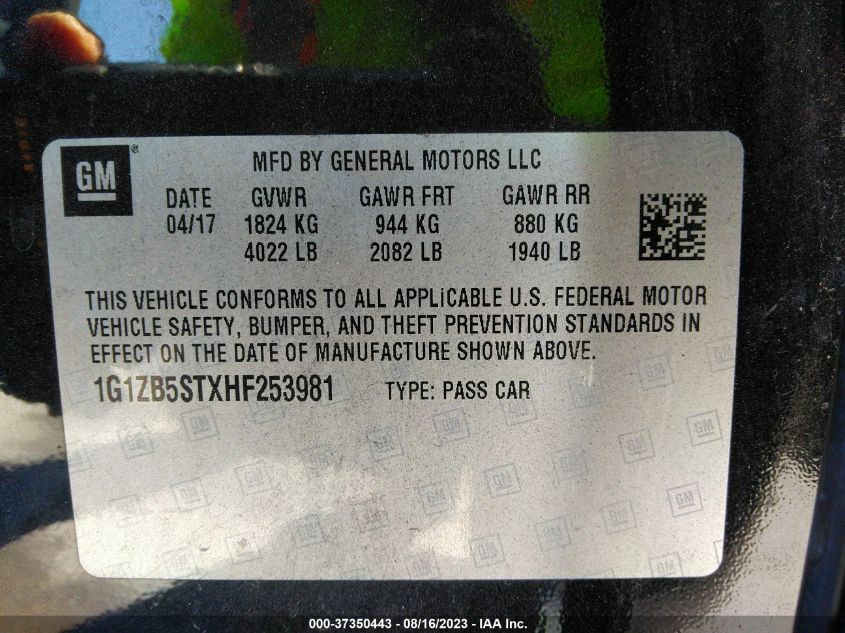 GM
MFD BY GENERAL MOTORS LLC
DATE GVWR GAWR FRT GAWR RR
04/17 1824 KG 944 KG 880 KG
4022 LB 2082 LB 1940 LB
THIS VEHICLE CONFORMS TO ALL APPLICABLE U.S. FEDERAL MOTOR
VEHICLE SAFETY, BUMPER, AND THEFT PREVENTION STANDARDS IN
EFFECT ON THE DATE OF MANUFACTURE SHOWN ABOVE.
1G1ZB5STXHF253981 TYPE: PASS CAR
000-37350443 - 08/16/2023 - IAA Inc.